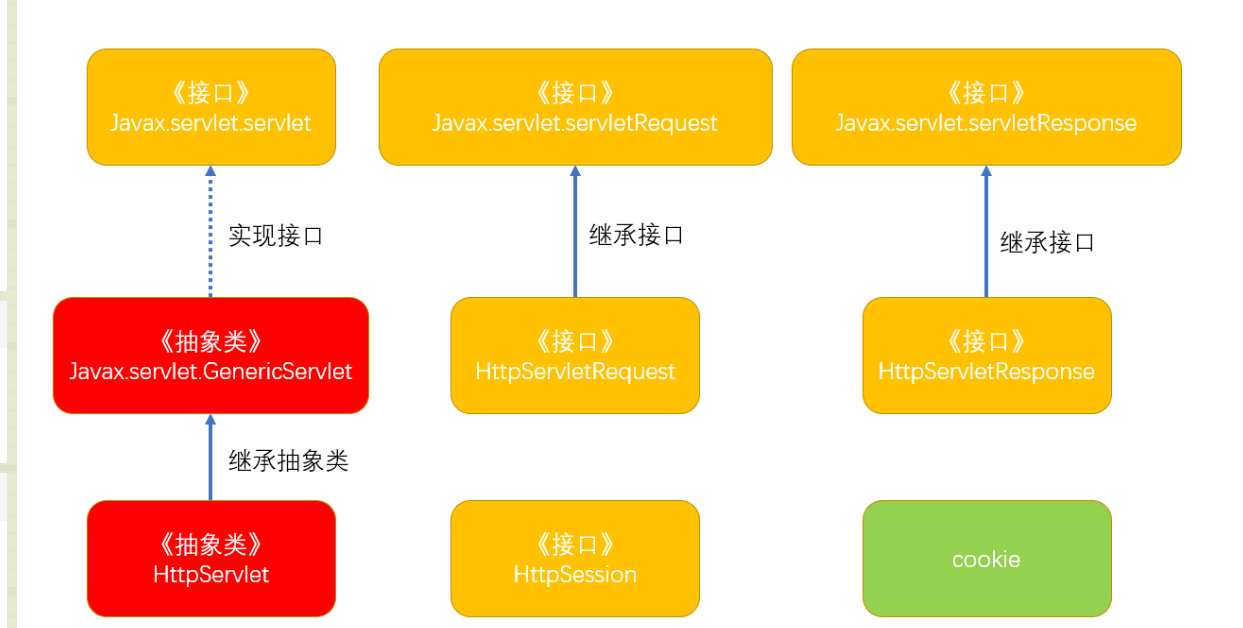 《接口》
Javax.servlet.servlet
《接口》
Javax.servlet.servletRequest
《接口》
Javax.servlet.servletResponse
实现接口
继承接口
继承接口
《抽象类》
Javax.servlet.GenericServlet
《接口》
HttpServletRequest
《接口》
HttpServletResponse
继承抽象类
《抽象类》
HttpServlet
《接口》
HttpSession
cookie